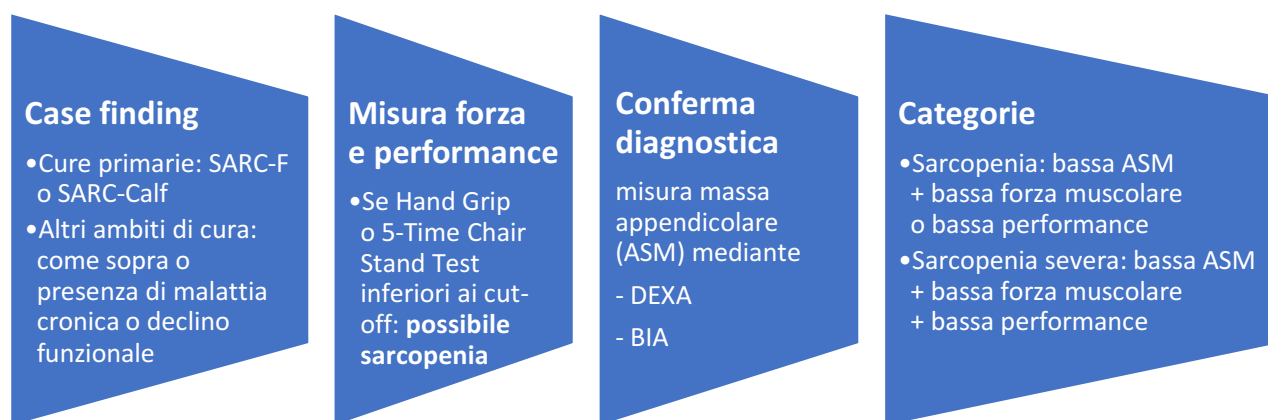 Case finding
•Cure primarie: SARC-F
o SARC-Calf
•Altri ambiti di cura:
come sopra o
presenza di malattia
cronica o declino
funzionale
Misura forza
e performance
•Se Hand Grip
o 5-Time Chair
Stand Test
inferiori ai cut-
off: possibile
sarcopenia
Conferma
diagnostica
misura massa
appendicolare
(ASM) mediante
- DEXA
- BIA
Categorie
•Sarcopenia: bassa ASM
+ bassa forza muscolare
o bassa performance
•Sarcopenia severa: bassa ASM
+ bassa forza muscolare
+ bassa performance